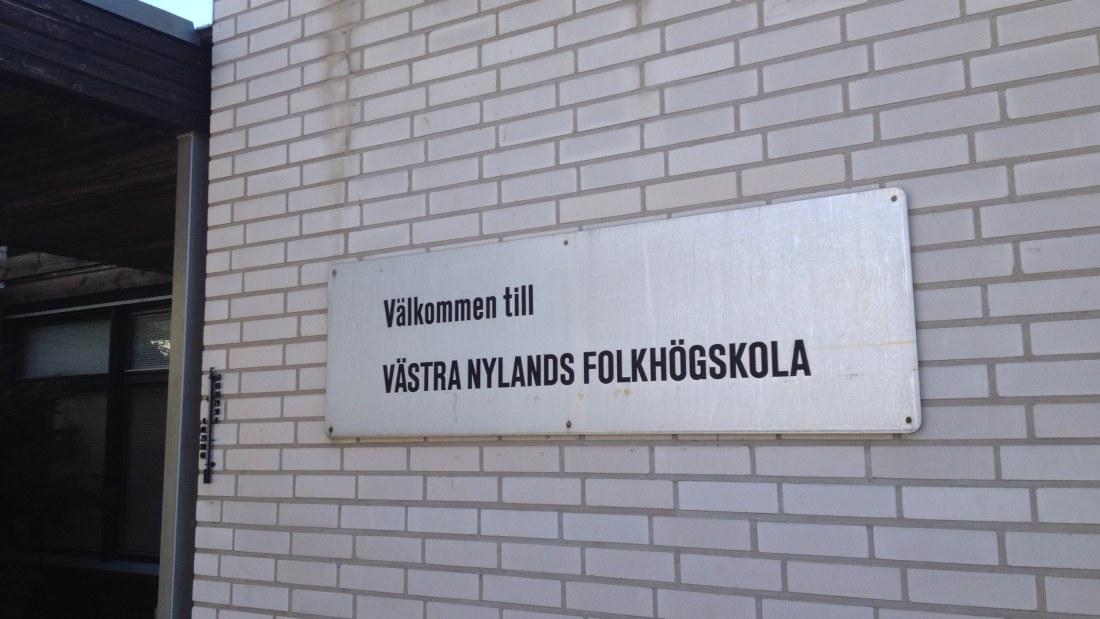 Välkommen till
VÄSTRA NYLANDS FOLKHÖGSKOLA